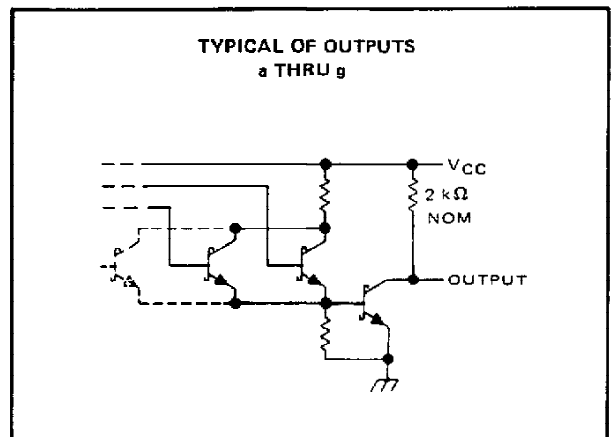 TYPICAL OF OUTPUTS
a THRU g
VCC
2 kΩ
NOM
OUTPUT